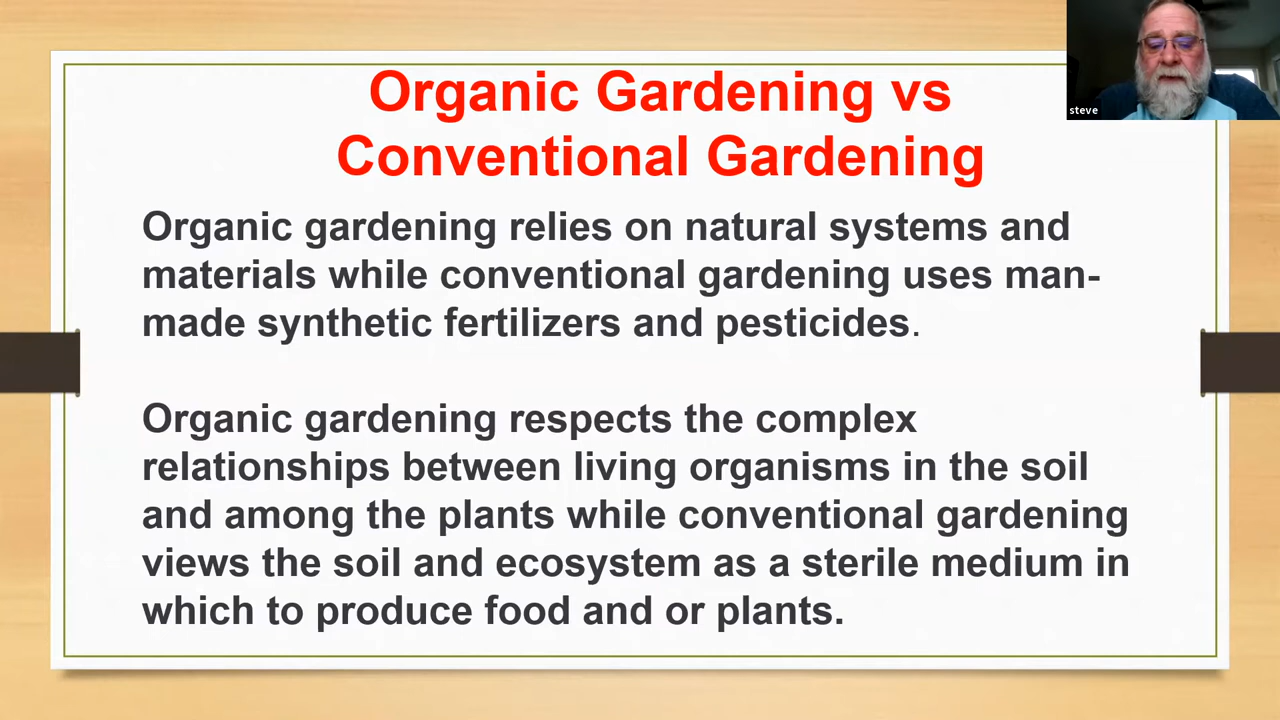 Organic Gardening vs
Conventional Gardening
steve
Organic gardening relies on natural systems and
materials while conventional gardening uses man-
made synthetic fertilizers and pesticides.
Organic gardening respects the complex
relationships between living organisms in the soil
and among the plants while conventional gardening
views the soil and ecosystem as a sterile medium in
which to produce food and or plants.